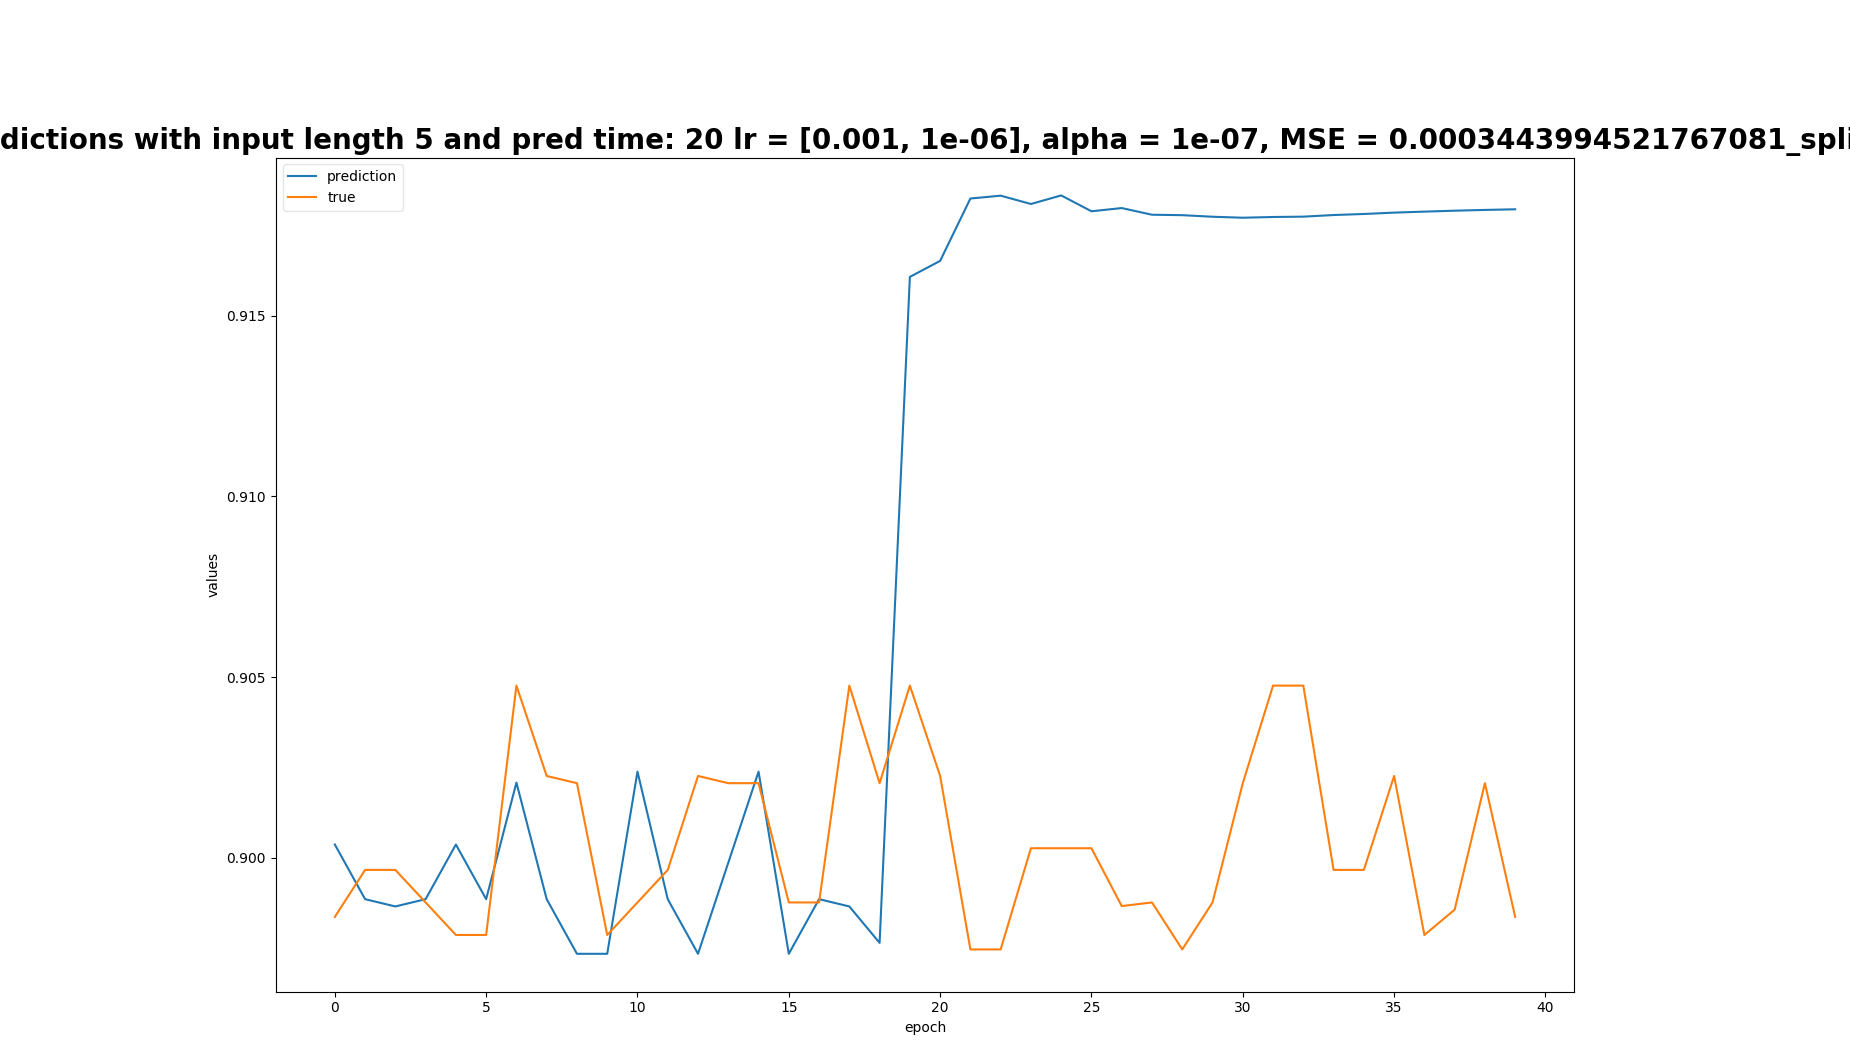 dictions with input length 5 and pred time: 20 lr = [0.001, 1e-06], alpha = 1e-07, MSE = 0.0003443994521767081_spli
prediction
true
0.915
0.910
0.905
0.900
values
0 5 10 15 20 25 30 35 40
epoch